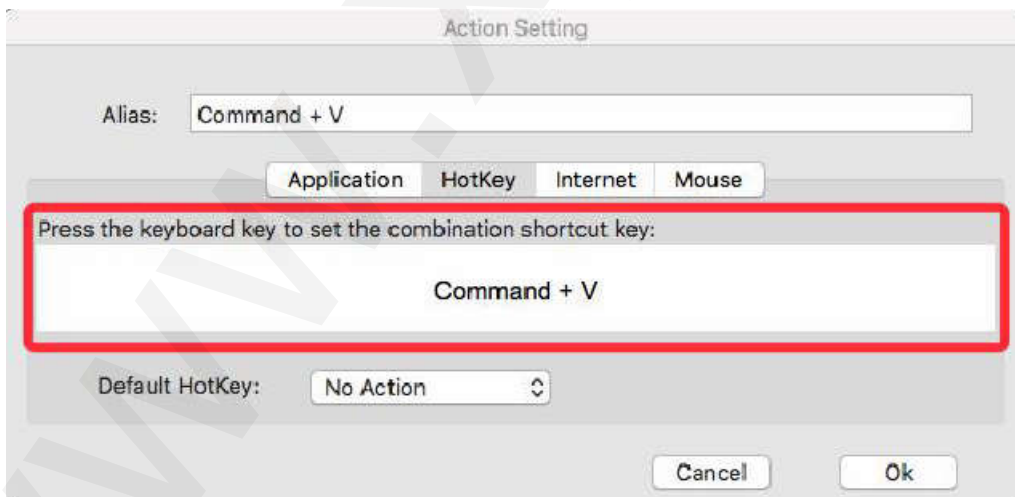 Action Setting
Alias: Command + V
Application HotKey Internet Mouse
Press the keyboard key to set the combination shortcut key:
Command + V
Default HotKey: No Action
Cancel Ok